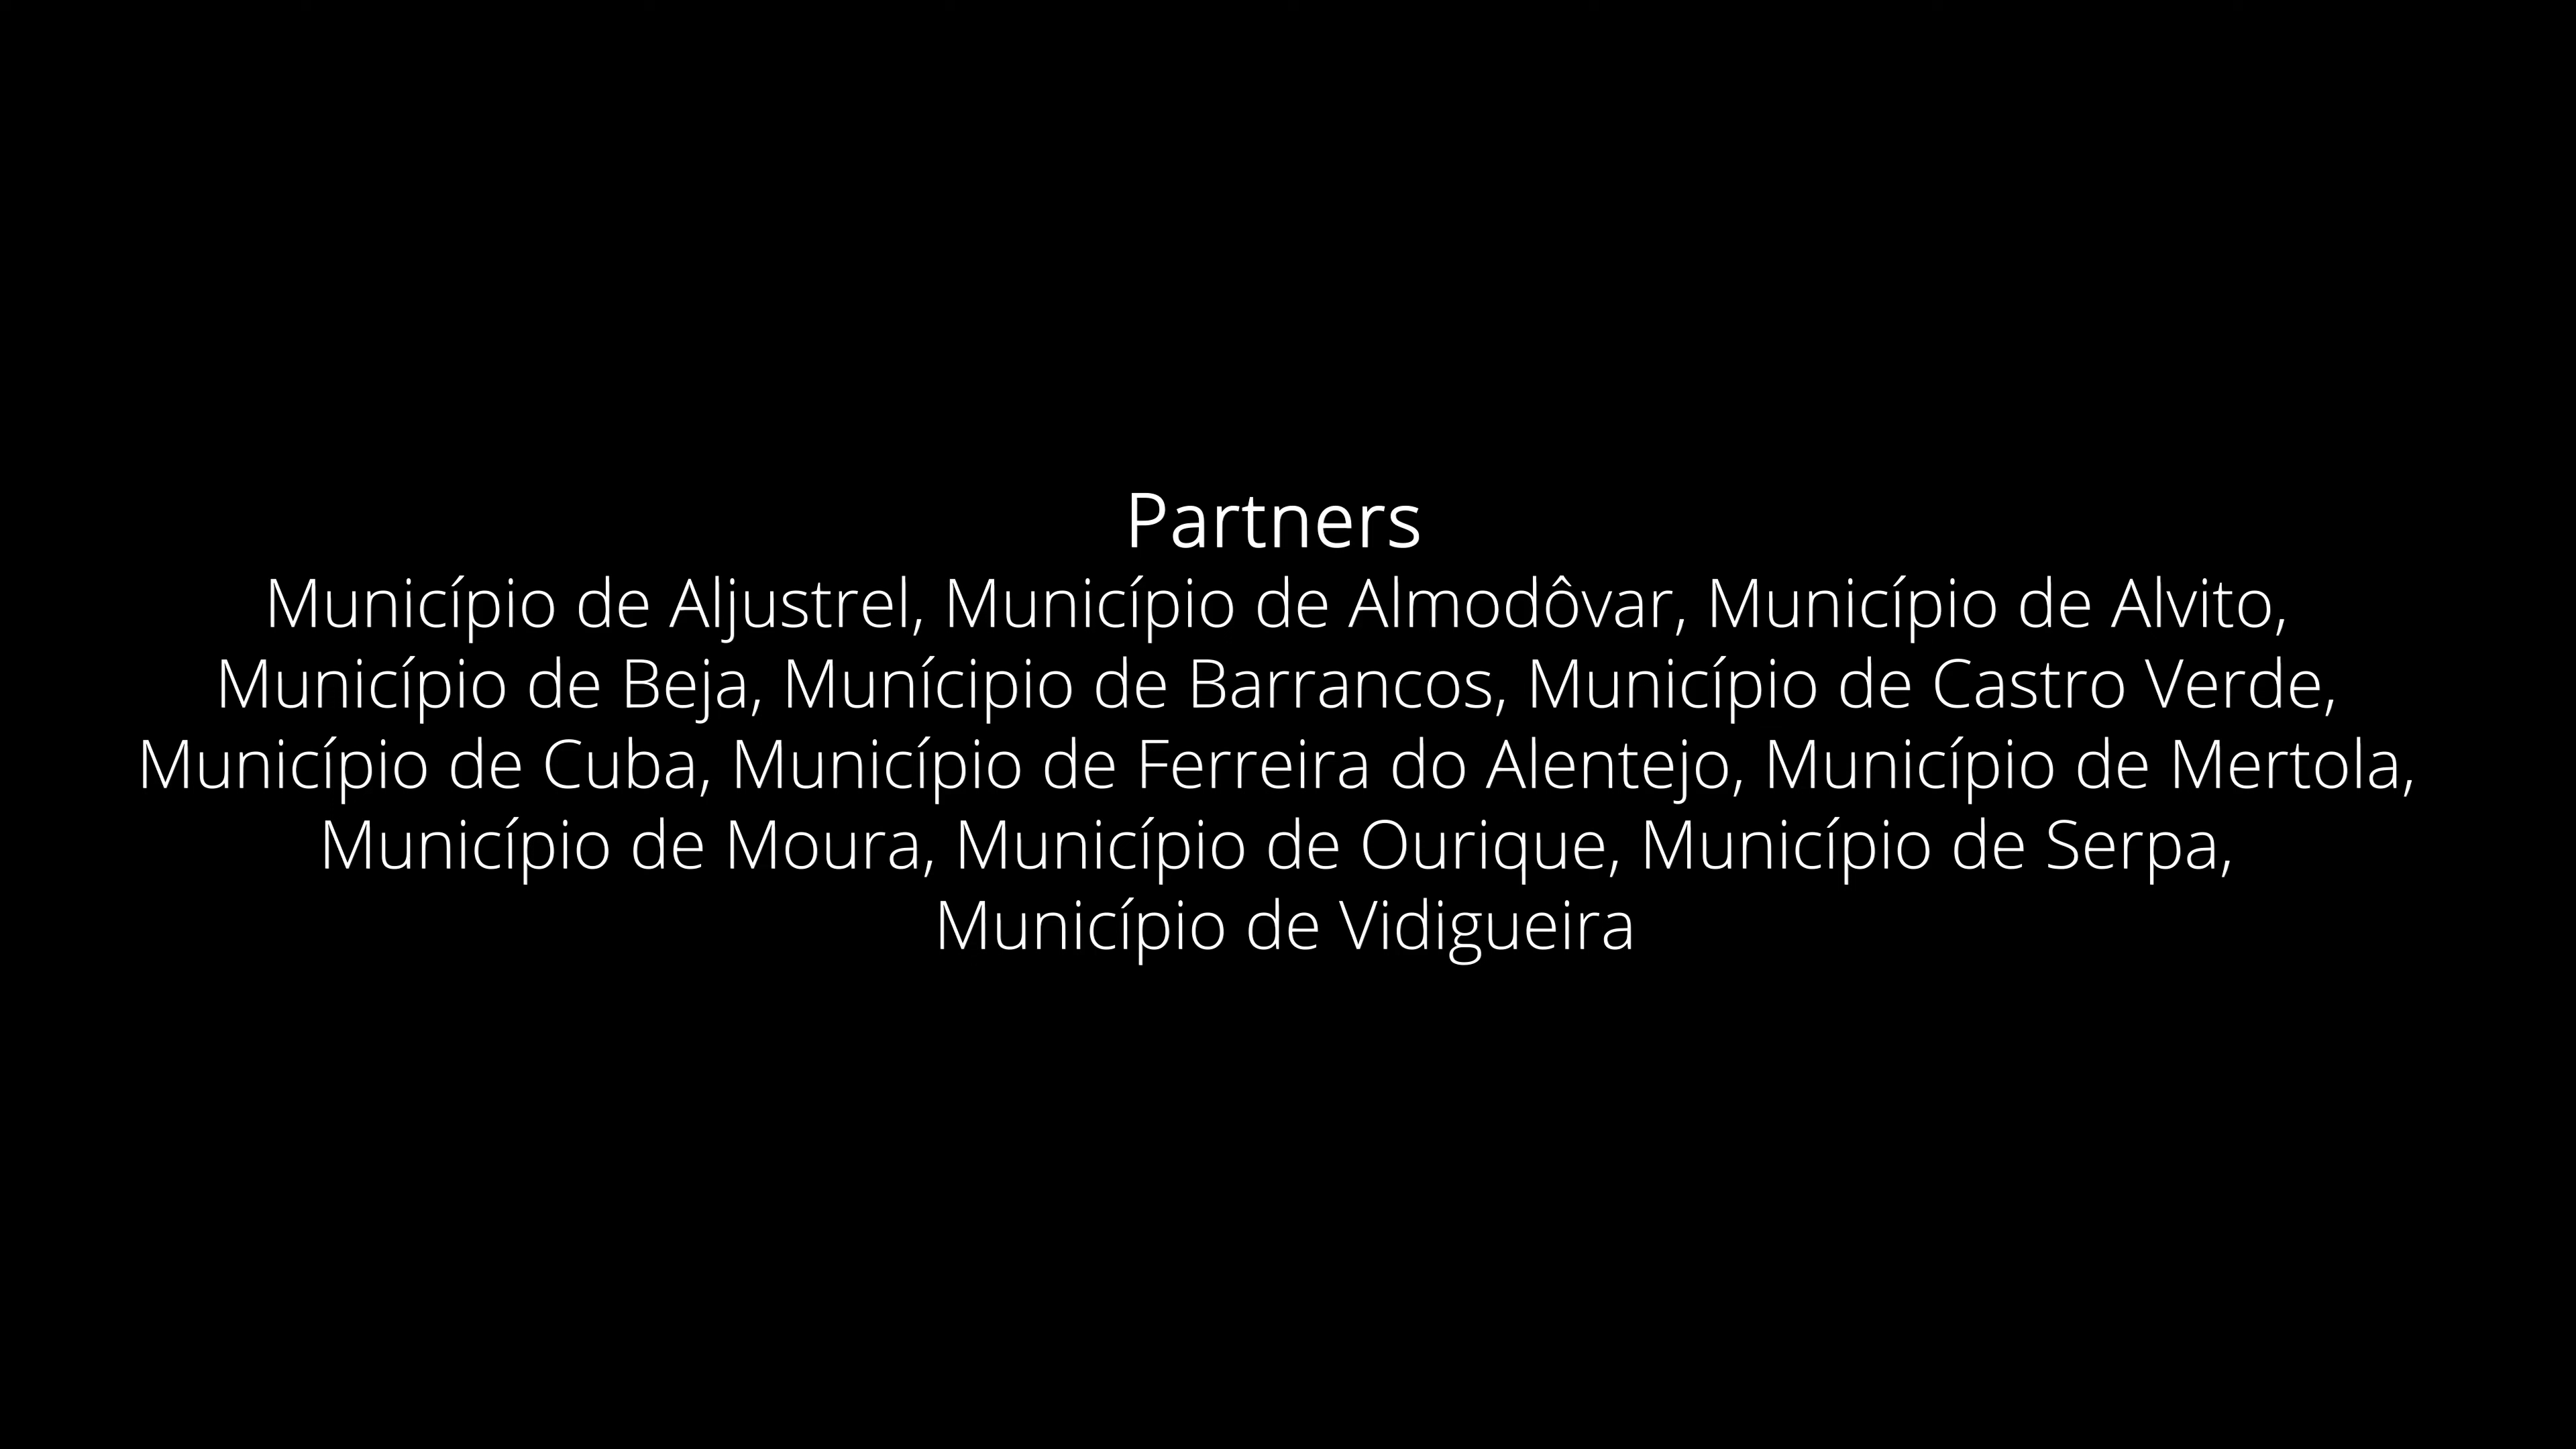 Partners
Município de Aljustrel, Município de Almodôvar, Município de Alvito,
Município de Beja, Munícipio de Barrancos, Município de Castro Verde,
Município de Cuba, Município de Ferreira do Alentejo, Município de Mertola,
Município de Moura, Município de Ourique, Município de Serpa,
Município de Vidigueira